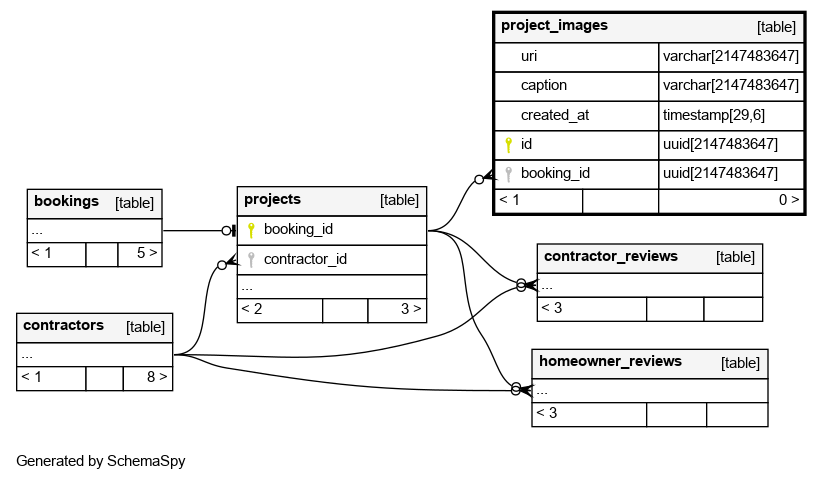 project_images [table]
uri varchar[2147483647]
caption varchar[2147483647]
created_at timestamp[29,6]
id uuid[2147483647]
booking_id uuid[2147483647]
< 1 0 >
bookings [table]
...
< 1 5 >
projects [table]
booking_id
contractor_id
...
< 2 3 >
contractor_reviews [table]
...
< 3
contractors [table]
...
< 1 8 >
homeowner_reviews [table]
...
< 3
Generated by SchemaSpy